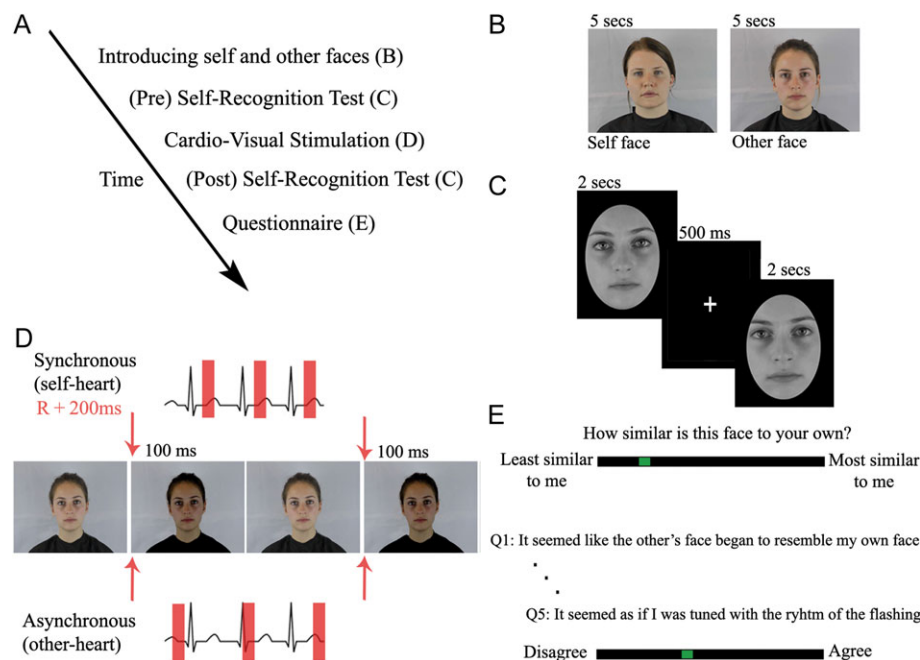 A
Introducing self and other faces (B)
(Pre) Self-Recognition Test (C)
Cardio-Visual Stimulation (D)
Time
(Post) Self-Recognition Test (C)
Questionnaire (E)
B
5 secs
5 secs
Self face
Other face
C
2 secs
500 ms
2 secs
D
Synchronous
(self-heart)
R + 200ms
100 ms
100 ms
Asynchronous
(other-heart)
E
How similar is this face to your own?
Least similar
to me
Most similar
to me
Q1: It seemed like the other's face began to resemble my own face
Q5: It seemed as if I was tuned with the ryhtm of the flashing
Disagree
Agree